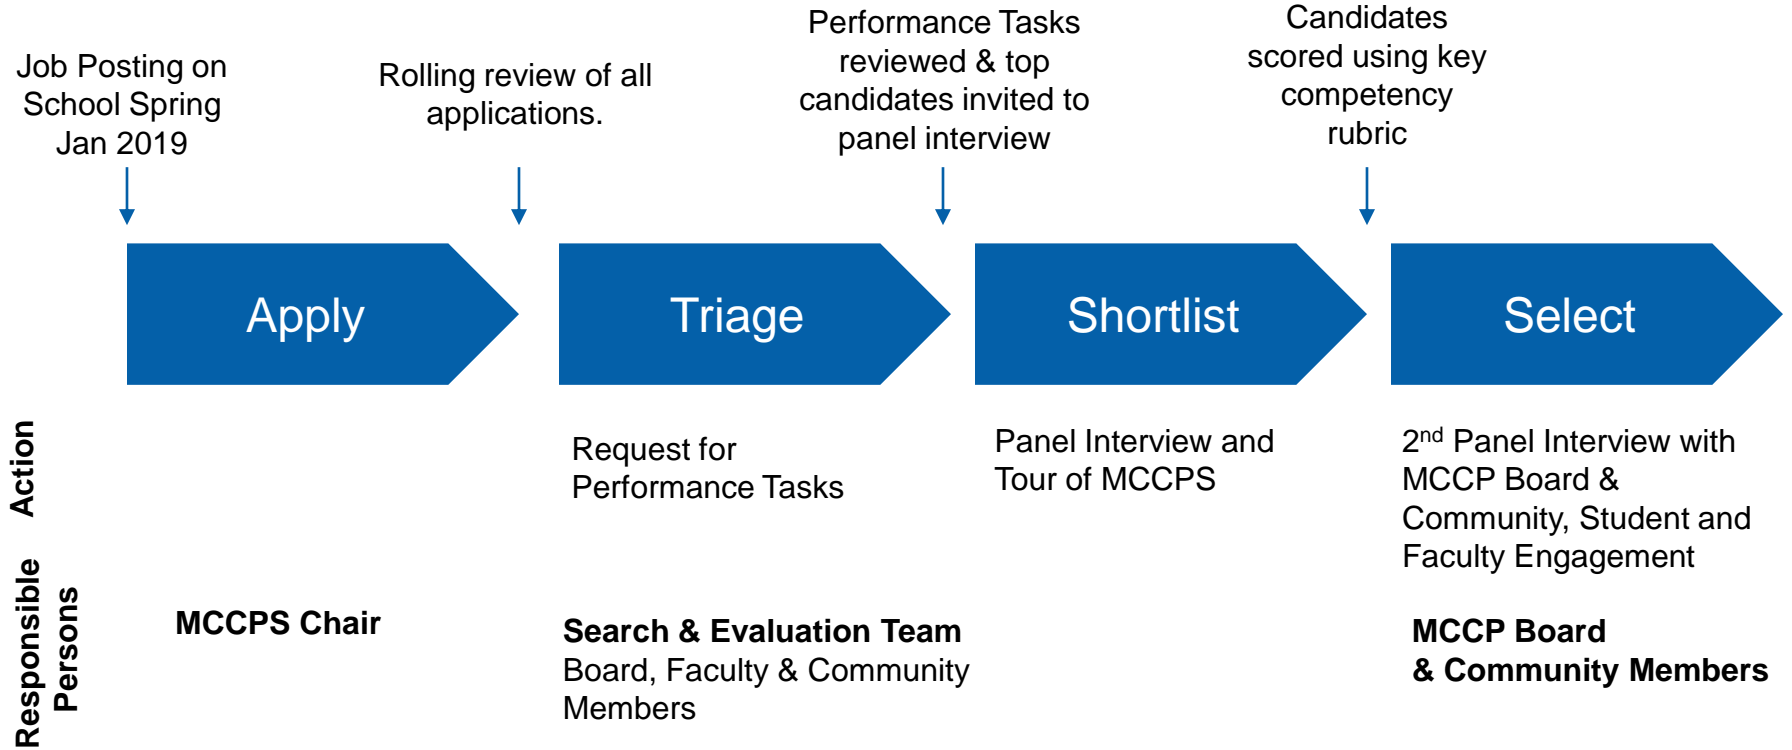 Job Posting on
School Spring
Jan 2019
Rolling review of all
applications.
Performance Tasks
reviewed & top
candidates invited to
panel interview
Candidates
scored using key
competency
rubric
Apply
Triage
Shortlist
Select
Action
Request for
Performance Tasks
Panel Interview and
Tour of MCCPS
2nd Panel Interview with
MCCP Board &
Community, Student and
Faculty Engagement
Responsible
Persons
MCCPS Chair
Search & Evaluation Team
Board, Faculty & Community
Members
MCCP Board
& Community Members